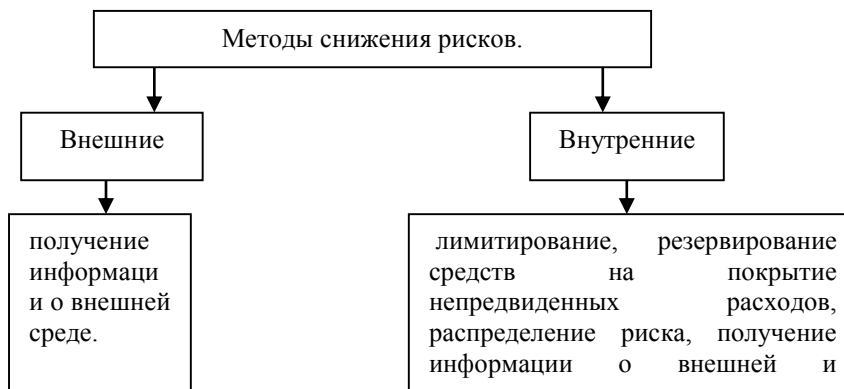 Методы снижения рисков.
Внешние
Внутренние
получение
информаци
и о внешней
среде.
лимитирование, резервирование
средств на покрытие
непредвиденных расходов,
распределение риска, получение
информации о внешней и